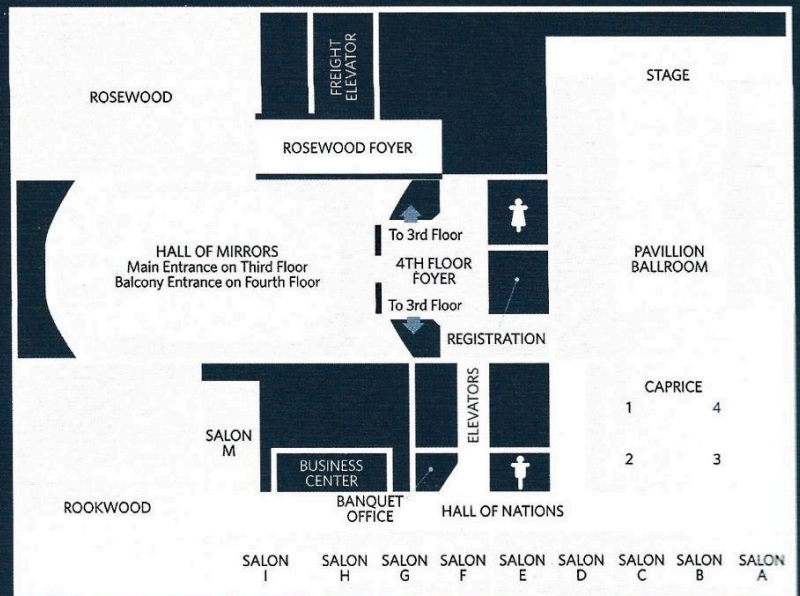 ROSEWOOD
FREIGHT
ELEVATOR
STAGE
ROSEWOOD FOYER
To 3rd Floor
HALL OF MIRRORS
Main Entrance on Third Floor
Balcony Entrance on Fourth Floor
4TH FLOOR
FOYER
PAVILLION
BALLROOM
To 3rd Floor
REGISTRATION
ELEVATORS
CAPRICE
1 4
2 3
SALON
M
BUSINESS
CENTER
BANQUET
OFFICE
ROOKWOOD
HALL OF NATIONS
SALON
I
SALON
H
SALON
G
SALON
F
SALON
E
SALON
D
SALON
C
SALON
B
SALON
A